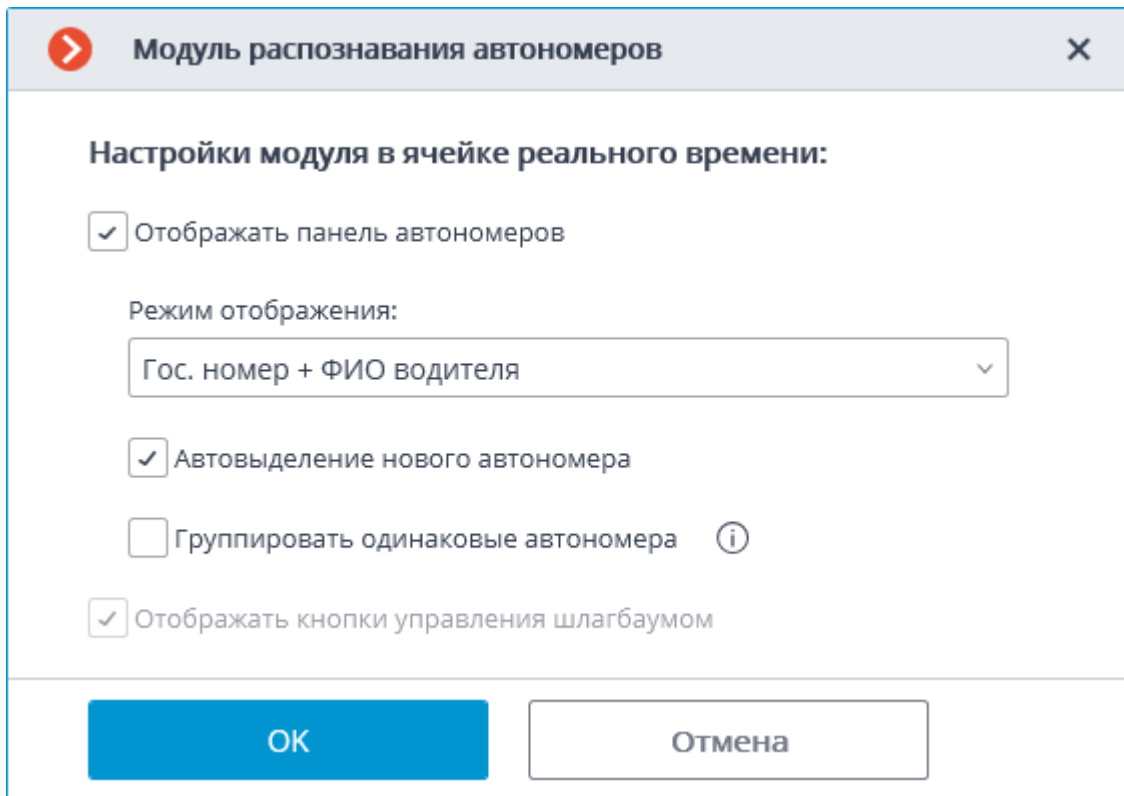 Модуль распознавания автономеров
Настройки модуля в ячейке реального времени:
Отображать панель автономеров
Режим отображения:
Гос. номер + ФИО водителя
Автовыделение нового автономера
Группировать одинаковые автономера
Отображать кнопки управления шлагбаумом
OK
Отмена